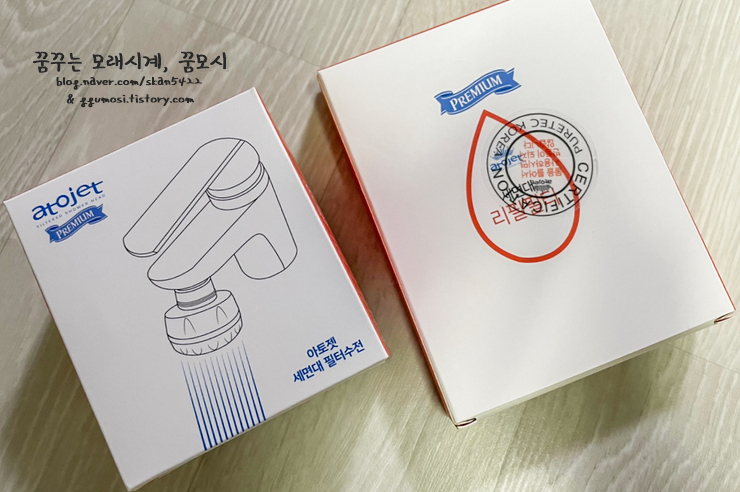 꿈꾸는 모래시계, 꿈모시
blog.naver.com/skan5422
& ggumosi.tistory.com
atojet
FILTERED SHOWER HEAD
PREMIUM
아토젯
세면대 필터수전
PREMIUM
PURETEC KOREA
CERTIFICATION